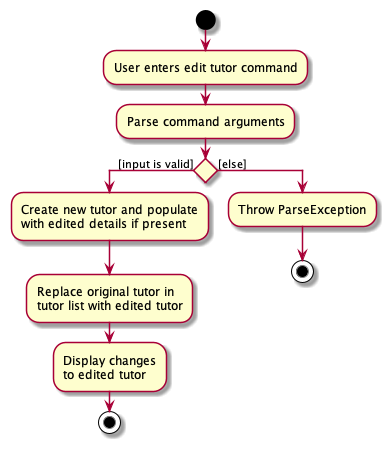 User enters edit tutor command
Parse command arguments
[input is valid]
[else]
Create new tutor and populate
with edited details if present
Throw ParseException
Replace original tutor in
tutor list with edited tutor
Display changes
to edited tutor